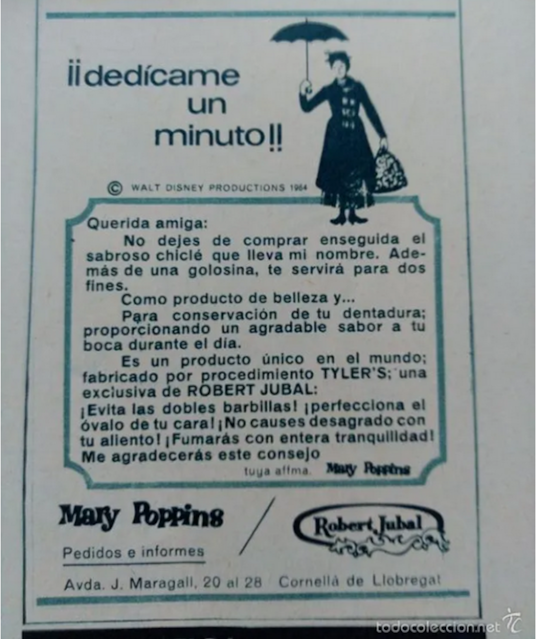 ¡¡dedícame
un
minuto!!
© WALT DISNEY PRODUCTIONS 1964
Querida amiga:
No dejes de comprar enseguida el
sabroso chiclé que lleva mi nombre. Ade-
más de una golosina, te servirá para dos
fines.
Como producto de belleza y...
Para conservación de tu dentadura;
proporcionando un agradable sabor a tu
boca durante el día.
Es un producto único en el mundo;
fabricado por procedimiento TYLER'S; una
exclusiva de ROBERT JUBAL:
¡Evita las dobles barbillas! ¡perfecciona el
óvalo de tu cara! ¡No causes desagrado con
tu aliento! ¡Fumarás con entera tranquilidad!
Me agradecerás este consejo
tuya affma. Mary Poppins
Mary Poppins / Robert Jubal
Pedidos e informes
Avda. J. Maragall, 20 al 28 Cornellá de Llobregat
todocoleccion.net